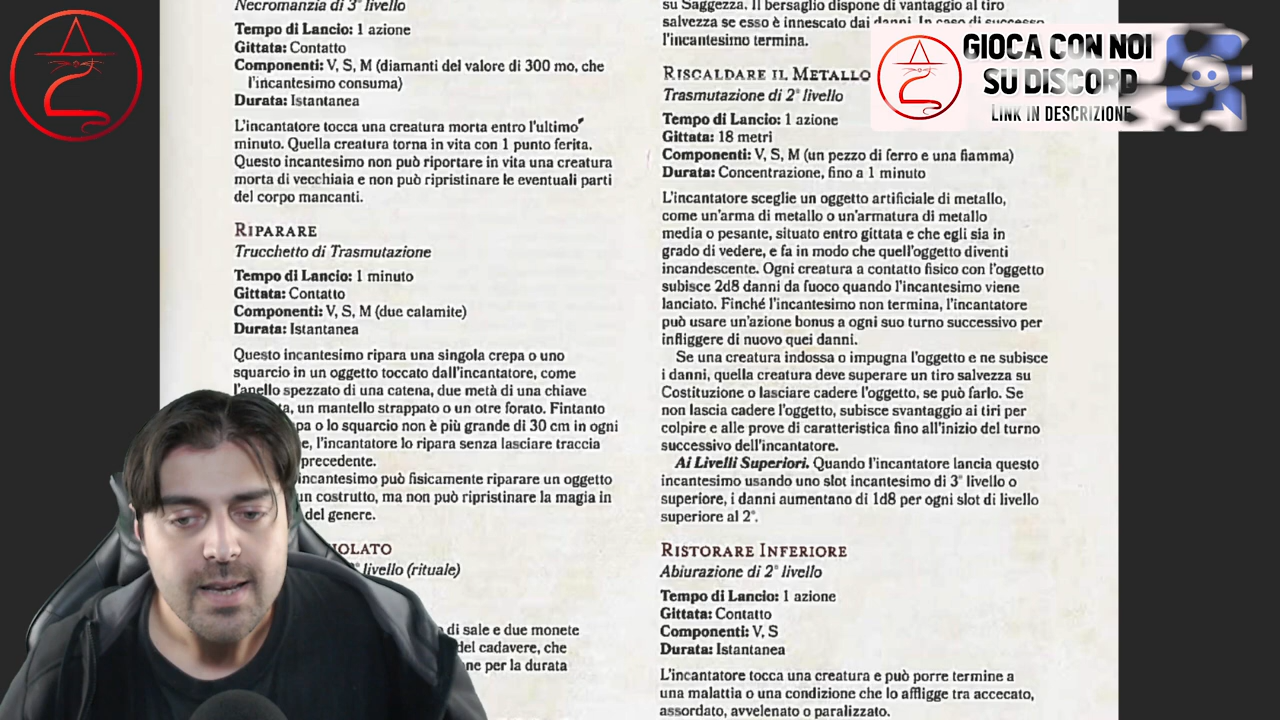 Necromanzia di 3° livello
Tempo di Lancio: 1 azione
Gittata: Contatto
Componenti: V, S, M (diamanti del valore di 300 mo, che
l'incantesimo consuma)
Durata: Istantanea
L'incantatore tocca una creatura morta entro l'ultimo
minuto. Quella creatura torna in vita con 1 punto ferita.
Questo incantesimo non può riportare in vita una creatura
morta di vecchiaia e non può ripristinare le eventuali parti
del corpo mancanti.
RIPARARE
Trucchetto di Trasmutazione
Tempo di Lancio: 1 minuto
Gittata: Contatto
Componenti: V, S, M (due calamite)
Durata: Istantanea
Questo incantesimo ripara una singola crepa o uno
squarcio in un oggetto toccato dall'incantatore, come
l'anello spezzato di una catena, due metà di una chiave
un mantello strappato o un otre forato. Fintanto
o lo squarcio non è più grande di 30 cm in ogni
l'incantatore lo ripara senza lasciare traccia
precedente.
incantesimo può fisicamente riparare un oggetto
un costrutto, ma non può ripristinare la magia in
del genere.
livello (rituale)
di sale e due monete
del cadavere, che
per la durata
su Saggezza. Il bersaglio dispone di vantaggio al tiro
salvezza se esso è innescato dai danni. In caso di successo
l'incantesimo termina.
RISCALDARE IL METALLO
Trasmutazione di 2° livello
Tempo di Lancio: 1 azione
Gittata: 18 metri
Componenti: V, S, M (un pezzo di ferro e una fiamma)
Durata: Concentrazione, fino a 1 minuto
L'incantatore sceglie un oggetto artificiale di metallo,
come un'arma di metallo o un'armatura di metallo
media o pesante, situato entro gittata e che egli sia in
grado di vedere, e fa in modo che quell'oggetto diventi
incandescente. Ogni creatura a contatto fisico con l'oggetto
subisce 2d8 danni da fuoco quando l'incantesimo viene
lanciato. Finché l'incantesimo non termina, l'incantatore
può usare un'azione bonus a ogni suo turno successivo per
infliggere di nuovo quei danni.
Se una creatura indossa o impugna l'oggetto e ne subisce
i danni, quella creatura deve superare un tiro salvezza su
Costituzione o lasciare cadere l'oggetto, se può farlo. Se
non lascia cadere l'oggetto, subisce svantaggio ai tiri per
colpire e alle prove di caratteristica fino all'inizio del turno
successivo dell'incantatore.
Ai Livelli Superiori. Quando l'incantatore lancia questo
incantesimo usando uno slot incantesimo di 3° livello o
superiore, i danni aumentano di 1d8 per ogni slot di livello
superiore al 2°.
RISTORARE INFERIORE
Abiurazione di 2° livello
Tempo di Lancio: 1 azione
Gittata: Contatto
Componenti: V, S
Durata: Istantanea
L'incantatore tocca una creatura e può porre termine a
una malattia o una condizione che lo affligge tra accecato,
assordato, avvelenato o paralizzato.
GIOCA CON NOI
SU DISCORD
LINK IN DESCRIZIONE